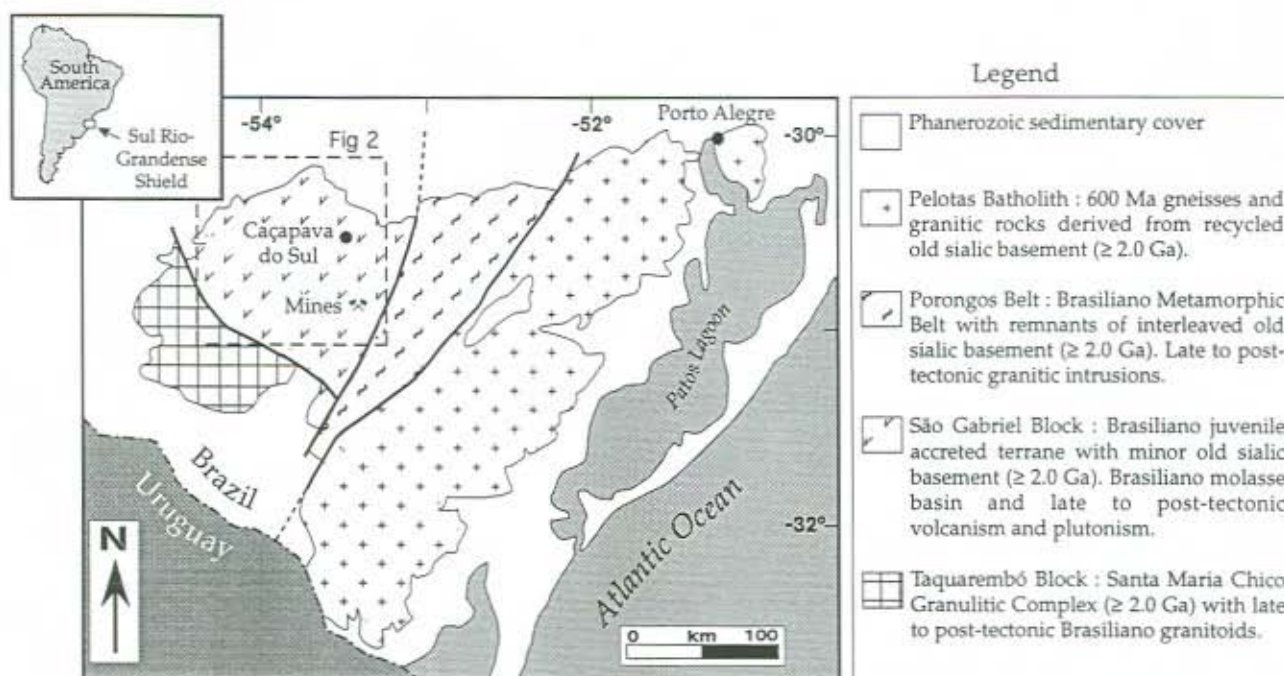 South
America
Sul Rio-
Grandense
Shield
-54°
Fig 2
-52°
Porto Alegre
-30°
Caçapava
do Sul
Mines
Patos Lagoon
Brazil
Uruguay
Atlantic Ocean
-32°
N
0 km 100
Legend
Phanerozoic sedimentary cover
Pelotas Batholith : 600 Ma gneisses and
granitic rocks derived from recycled
old sialic basement (≥ 2.0 Ga).
Porongos Belt : Brasiliano Metamorphic
Belt with remnants of interleaved old
sialic basement (≥ 2.0 Ga). Late to post-
tectonic granitic intrusions.
São Gabriel Block : Brasiliano juvenile
accreted terrane with minor old sialic
basement (≥ 2.0 Ga). Brasiliano molasse
basin and late to post-tectonic
volcanism and plutonism.
Taquarembó Block : Santa Maria Chico
Granulitic Complex (≥ 2.0 Ga) with late
to post-tectonic Brasiliano granitoids.